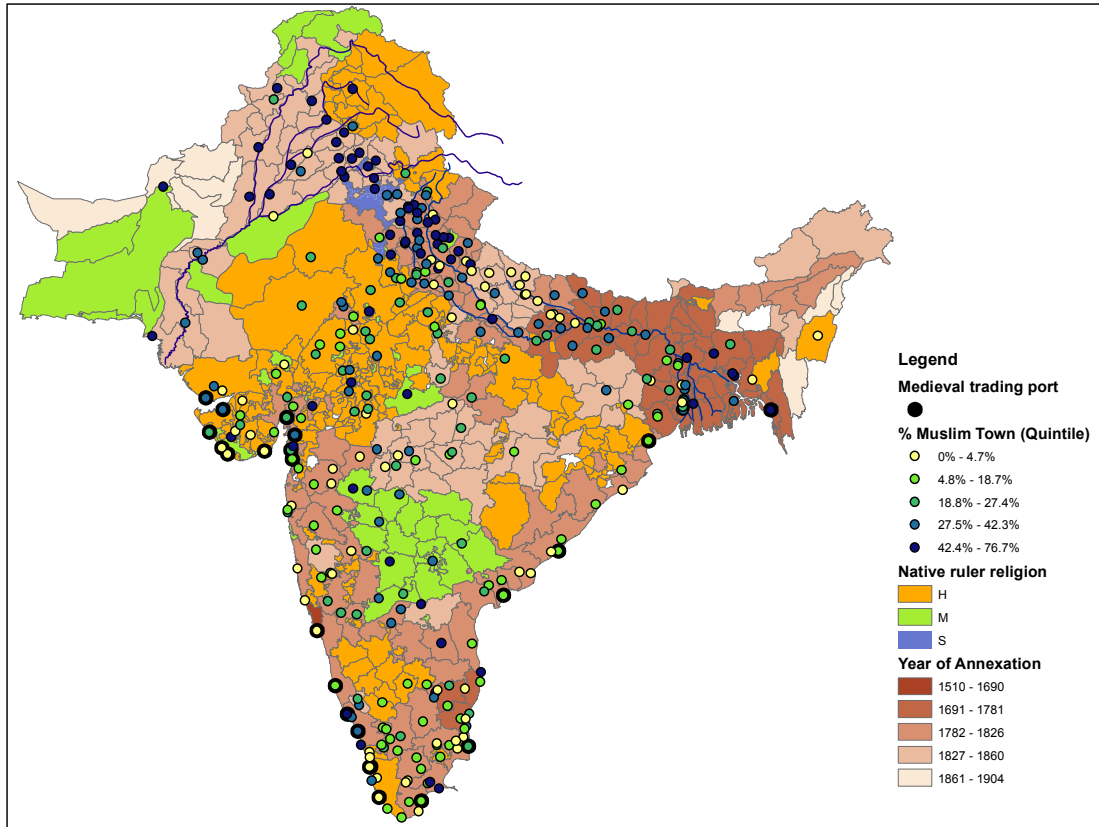 Legend
Medieval trading port
% Muslim Town (Quintile)
0% - 4.7%
4.8% - 18.7%
18.8% - 27.4%
27.5% - 42.3%
42.4% - 76.7%
Native ruler religion
H
M
S
Year of Annexation
1510 - 1690
1691 - 1781
1782 - 1826
1827 - 1860
1861 - 1904